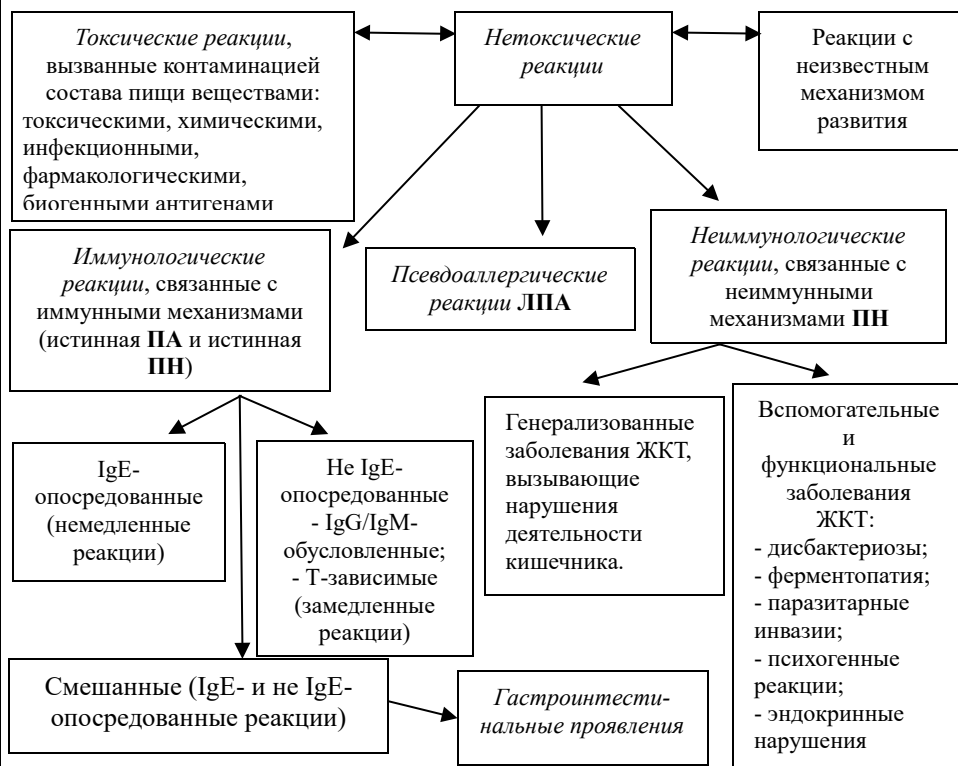 Токсические реакции,
вызванные контаминацией
состава пищи веществами:
токсическими, химическими,
инфекционными,
фармакологическими,
биогенными антигенами
Нетоксические
реакции
Реакции с
неизвестным
механизмом
развития
Иммунологические
реакции, связанные с
иммунными механизмами
(истинная ПА и истинная
ПН)
Псевдоаллергические
реакции ЛПА
Неиммунологические
реакции, связанные с
неиммунными
механизмами ПН
IgE-
опосредованные
(немедленные
реакции)
Не IgE-
опосредованные
- IgG/IgM-
обусловленные;
- Т-зависимые
(замедленные
реакции)
Генерализованные
заболевания ЖКТ,
вызывающие
нарушения
деятельности
кишечника.
Вспомогательные
и
функциональные
заболевания
ЖКТ:
- дисбактериозы;
- ферментопатия;
- паразитарные
инвазии;
- психогенные
реакции;
- эндокринные
нарушения
Смешанные (IgE- и не IgE-
опосредованные реакции)
Гастроинтести-
нальные проявления